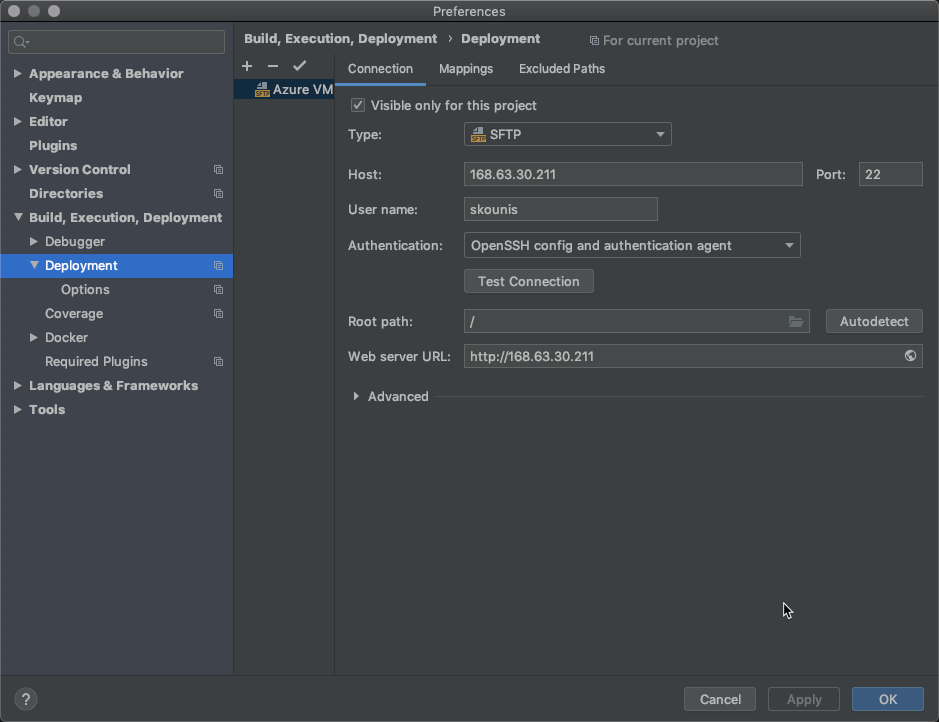 Preferences
Appearance & Behavior
Keymap
Editor
Plugins
Version Control
Directories
Build, Execution, Deployment
Debugger
Deployment
Options
Coverage
Docker
Required Plugins
Languages & Frameworks
Tools
Build, Execution, Deployment › Deployment
For current project
SFTP Azure VM
Connection Mappings Excluded Paths
Visible only for this project
Type: SFTP SFTP
Host: 168.63.30.211 Port: 22
User name: skounis
Authentication: OpenSSH config and authentication agent
Test Connection
Root path: / Autodetect
Web server URL: http://168.63.30.211
Advanced
? Cancel Apply OK